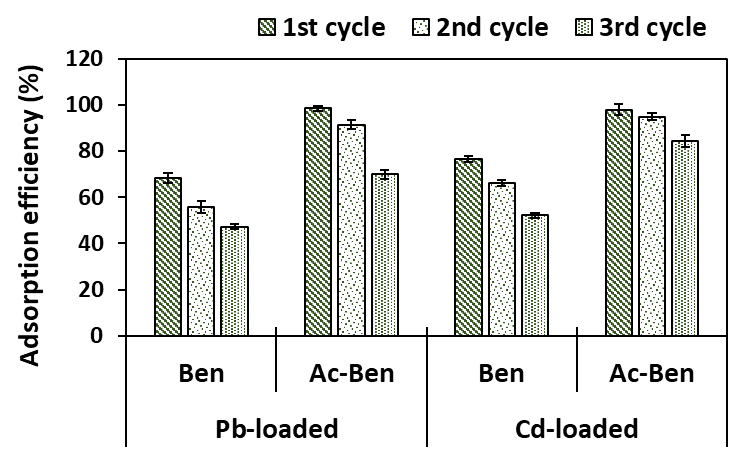 1st cycle 2nd cycle 3rd cycle
Adsorption efficiency (%)
120
100
80
60
40
20
0
Ben Ac-Ben Ben Ac-Ben
Pb-loaded Cd-loaded